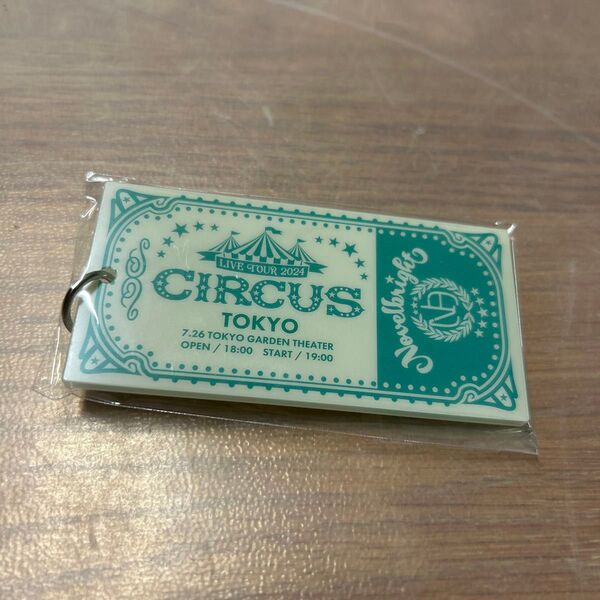 LIVE TOUR 2024
CIRCUS
TOKYO
7.26 TOKYO GARDEN THEATER
OPEN / 18:00 START / 19:00
Novelbright